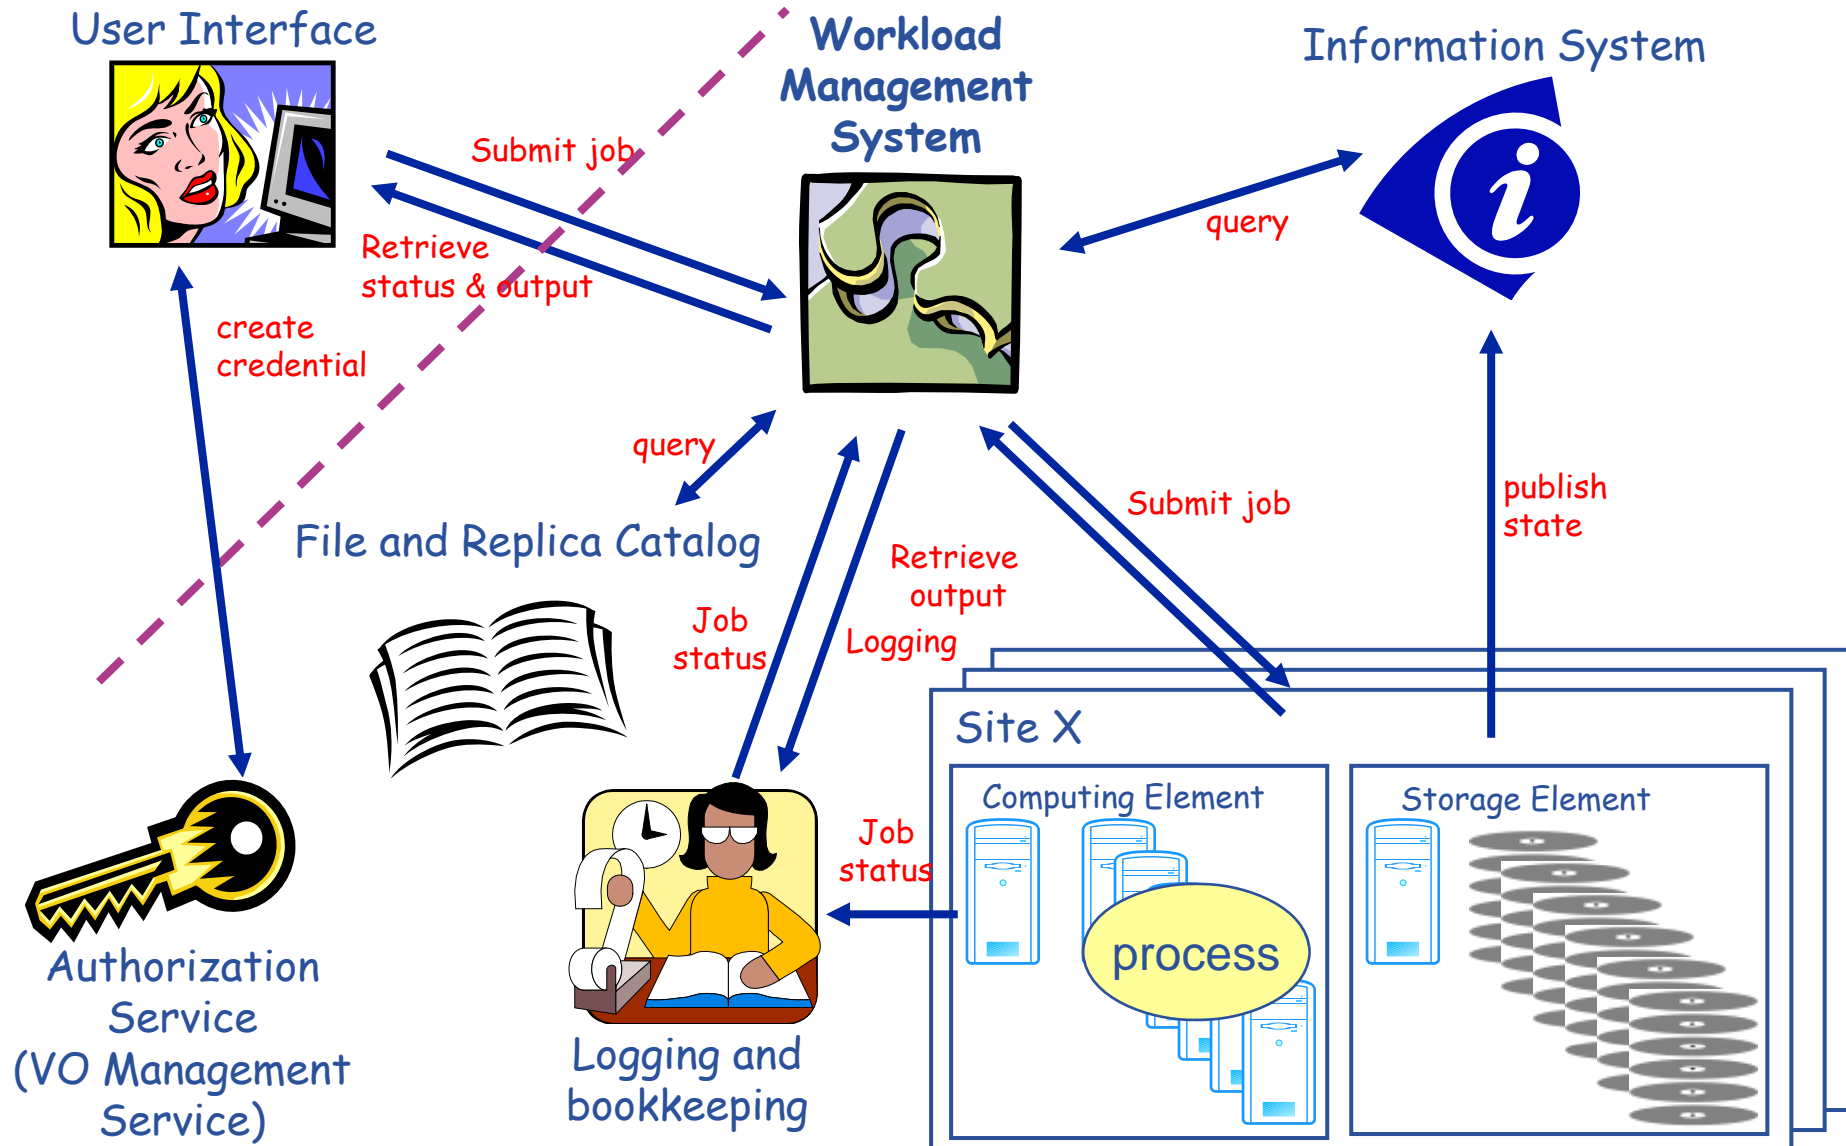 User Interface
Workload
Management
System
Information System
Submit job
Retrieve
status & output
query
create
credential
query
File and Replica Catalog
Submit job
publish
state
Retrieve
output
Job
status
Logging
Site X
Computing Element
Storage Element
Job
status
process
Authorization
Service
(VO Management
Service)
Logging and
bookkeeping
i